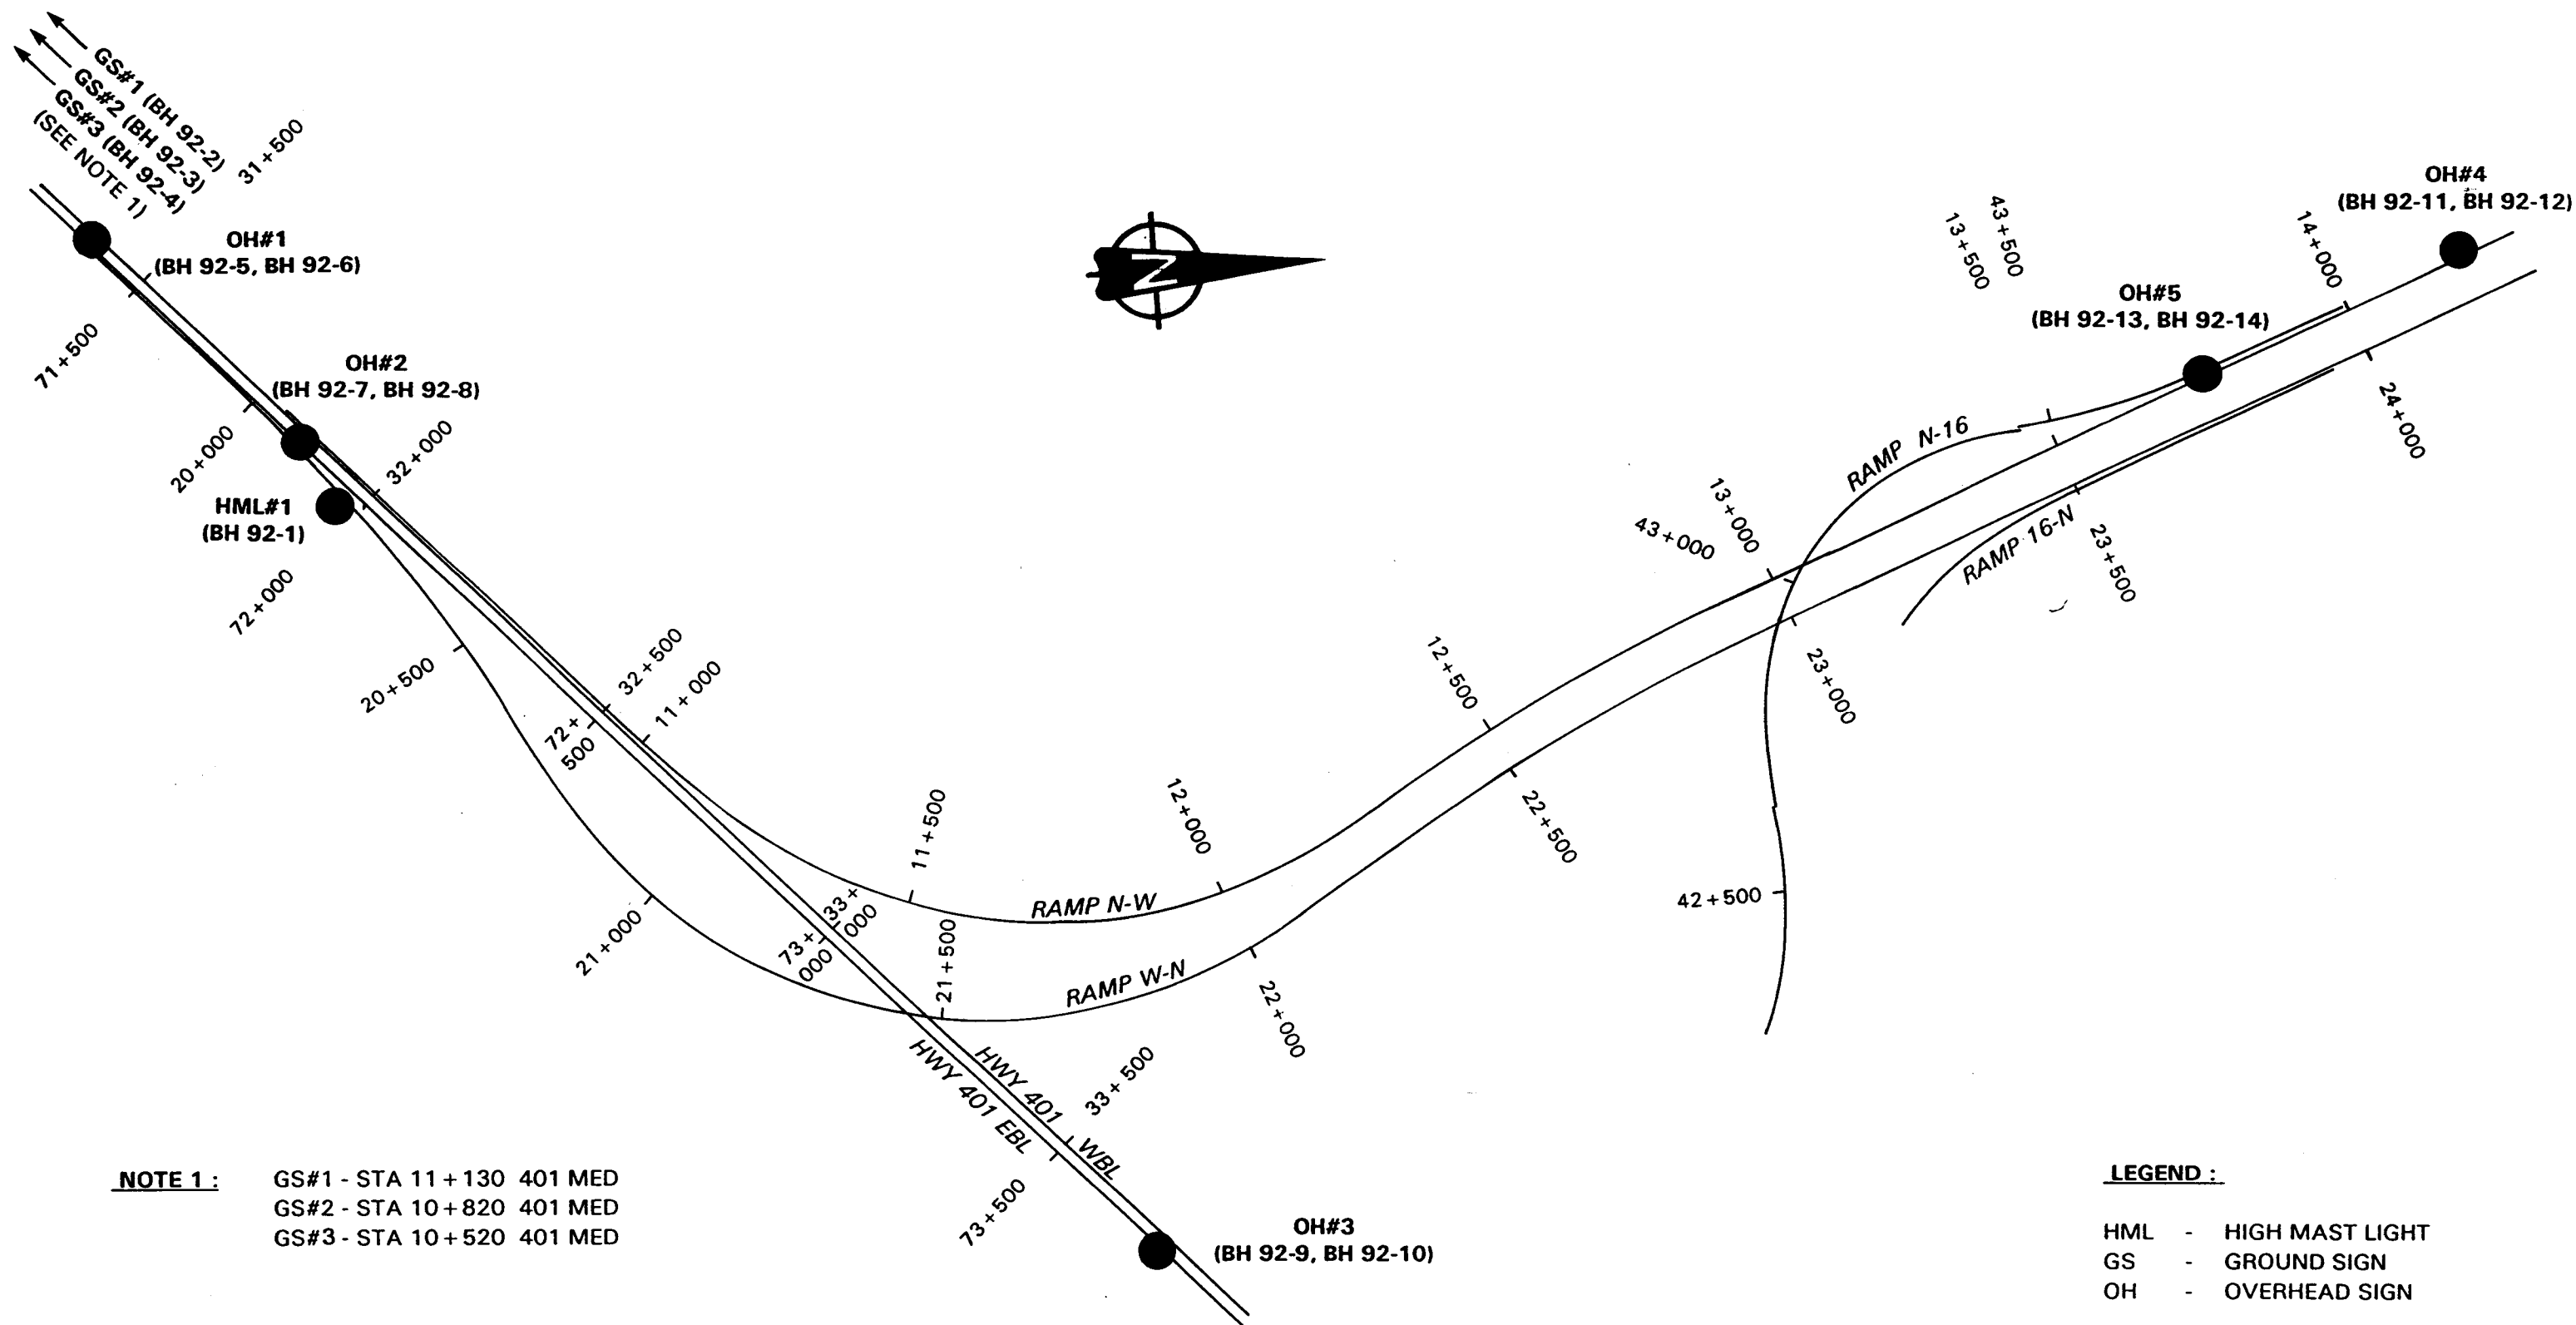 GS#1 (BH 92-2)
GS#2 (BH 92-3)
GS#3 (BH 92-4)
(SEE NOTE 1)
31+500
OH#1
(BH 92-5, BH 92-6)
71+500
OH#2
(BH 92-7, BH 92-8)
20+000
32+000
HML#1
(BH 92-1)
72+000
20+500
32+500
11+000
72+
500
21+000
33+
000
73+
000
11+500
21+500
RAMP N-W
RAMP W-N
12+000
22+000
HWY 401 WBL
HWY 401 EBL
33+500
73+500
OH#3
(BH 92-9, BH 92-10)
N
12+500
22+500
43+000
13+000
23+000
42+500
RAMP N-16
RAMP 16-N
23+500
13+500
43+500
OH#5
(BH 92-13, BH 92-14)
14+000
24+000
OH#4
(BH 92-11, BH 92-12)
NOTE 1 :
GS#1 - STA 11+130 401 MED
GS#2 - STA 10+820 401 MED
GS#3 - STA 10+520 401 MED
LEGEND :
HML - HIGH MAST LIGHT
GS - GROUND SIGN
OH - OVERHEAD SIGN